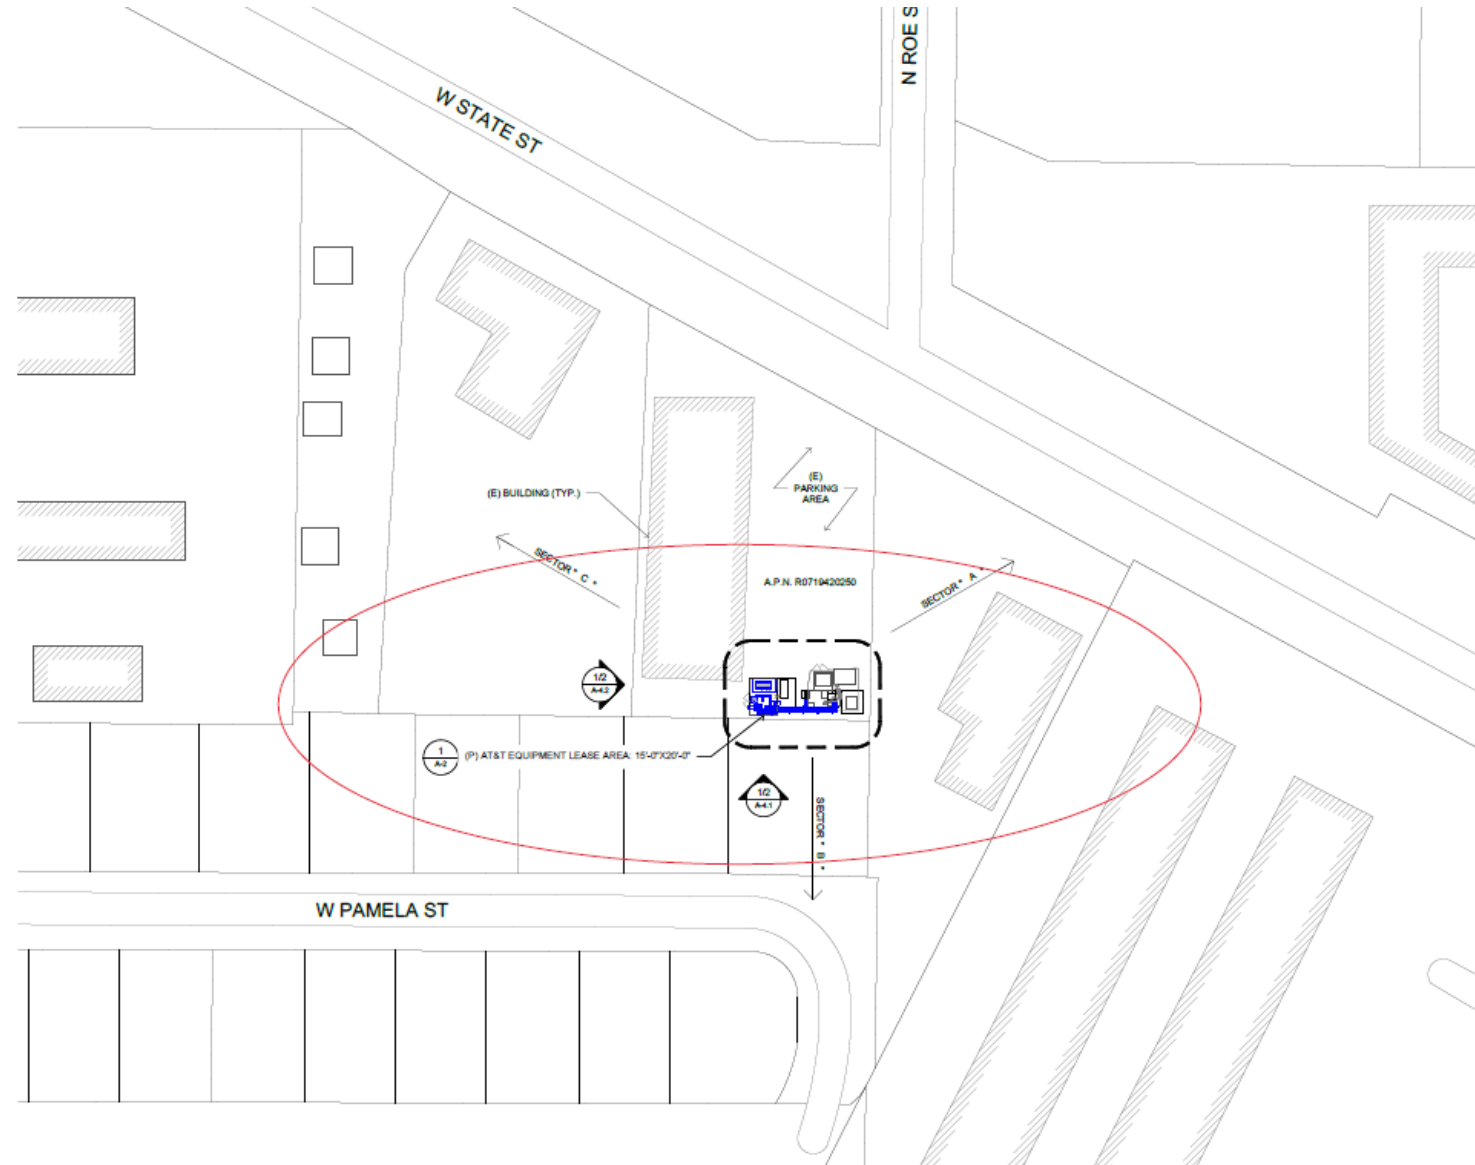 N ROE S
W STATE ST
(E)
PARKING
AREA
(E) BUILDING (TYP.)
SECTOR " C "
SECTOR " A "
A.P.N. R0719420250
1/2
A-4.2
1
A-2
(P) AT&T EQUIPMENT LEASE AREA: 15'-0"X20'-0"
1/2
A-4.1
SECTOR " B "
W PAMELA ST